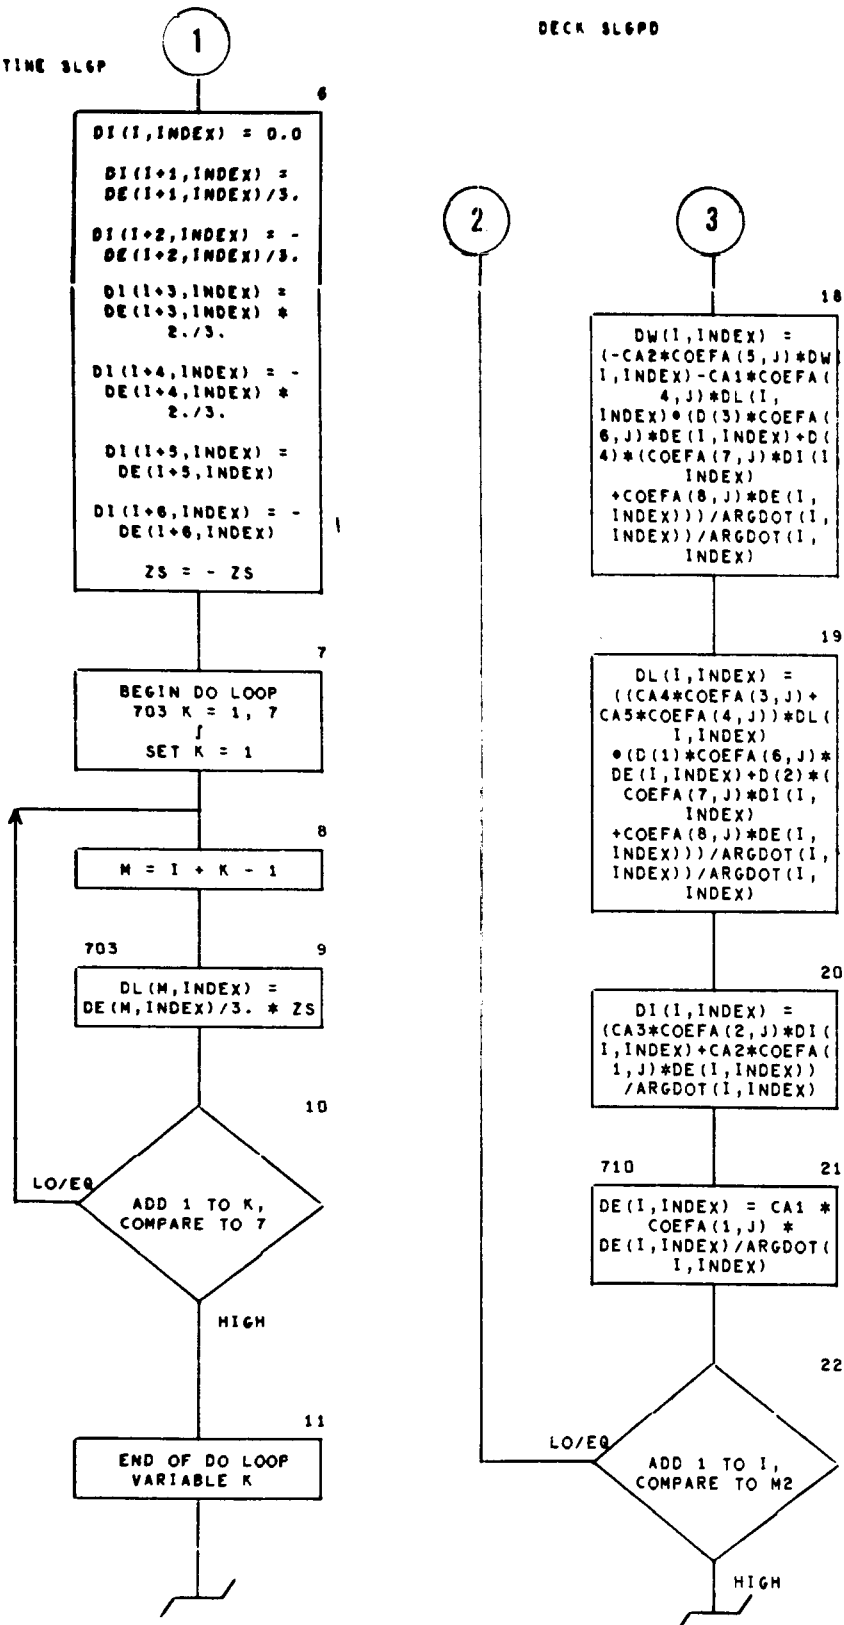 DECK SLGPD
TINE SLGP
1
6
DI(I,INDEX) = 0.0
DI(I+1,INDEX) =
DE(I+1,INDEX)/3.
DI(I+2,INDEX) = -
DE(I+2,INDEX)/3.
DI(I+3,INDEX) =
DE(I+3,INDEX) *
2./3.
DI(I+4,INDEX) = -
DE(I+4,INDEX) *
2./3.
DI(I+5,INDEX) =
DE(I+5,INDEX)
DI(I+6,INDEX) = -
DE(I+6,INDEX)
ZS = - ZS
7
BEGIN DO LOOP
703 K = 1, 7
SET K = 1
8
M = I + K - 1
703 9
DL(M,INDEX) =
DE(M,INDEX)/3. * ZS
10
LO/EQ
ADD 1 TO K,
COMPARE TO 7
HIGH
11
END OF DO LOOP
VARIABLE K
2
3
18
DW(I,INDEX) =
(-CA2*COEFA(5,J)*DW(
I,INDEX)-CA1*COEFA(
4,J)*DL(I,
INDEX)+(D(3)*COEFA(
6,J)*DE(I,INDEX)+D(
4)*(COEFA(7,J)*DI(I,
INDEX)
+COEFA(8,J)*DE(I,
INDEX)))/ARGDOT(I,
INDEX))/ARGDOT(I,
INDEX)
19
DL(I,INDEX) =
((CA4*COEFA(3,J)+
CA5*COEFA(4,J))*DL(
I,INDEX)
+(D(1)*COEFA(6,J)*
DE(I,INDEX)+D(2)*(
COEFA(7,J)*DI(I,
INDEX)
+COEFA(8,J)*DE(I,
INDEX)))/ARGDOT(I,
INDEX))/ARGDOT(I,
INDEX)
20
DI(I,INDEX) =
(CA3*COEFA(2,J)*DI(
I,INDEX)+CA2*COEFA(
1,J)*DE(I,INDEX))
/ARGDOT(I,INDEX)
710 21
DE(I,INDEX) = CA1 *
COEFA(1,J) *
DE(I,INDEX)/ARGDOT(
I,INDEX)
22
LO/EQ
ADD 1 TO I,
COMPARE TO M2
HIGH